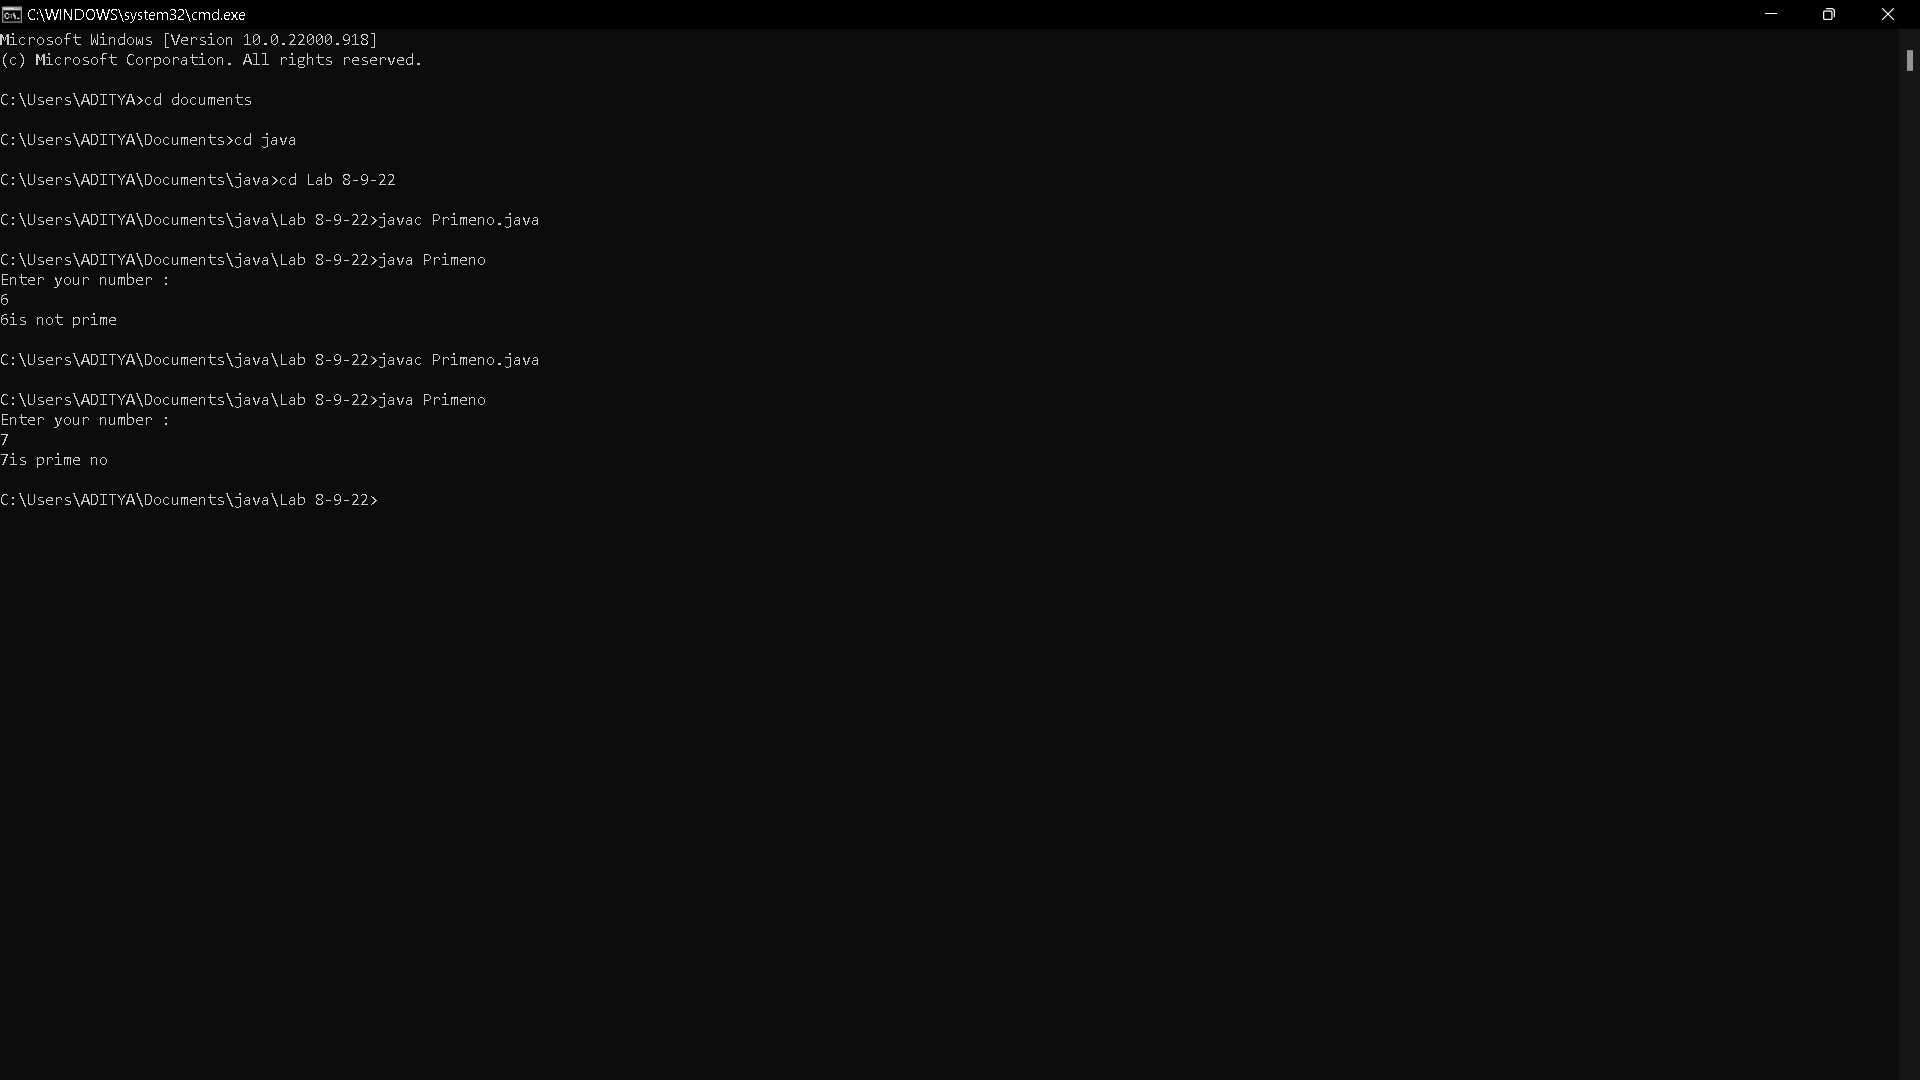 C:\WINDOWS\system32\cmd.exe
Microsoft Windows [Version 10.0.22000.918]
(c) Microsoft Corporation. All rights reserved.
C:\Users\ADITYA>cd documents
C:\Users\ADITYA\Documents>cd java
C:\Users\ADITYA\Documents\java>cd Lab 8-9-22
C:\Users\ADITYA\Documents\java\Lab 8-9-22>javac Primeno.java
C:\Users\ADITYA\Documents\java\Lab 8-9-22>java Primeno
Enter your number :
6
6is not prime
C:\Users\ADITYA\Documents\java\Lab 8-9-22>javac Primeno.java
C:\Users\ADITYA\Documents\java\Lab 8-9-22>java Primeno
Enter your number :
7
7is prime no
C:\Users\ADITYA\Documents\java\Lab 8-9-22>